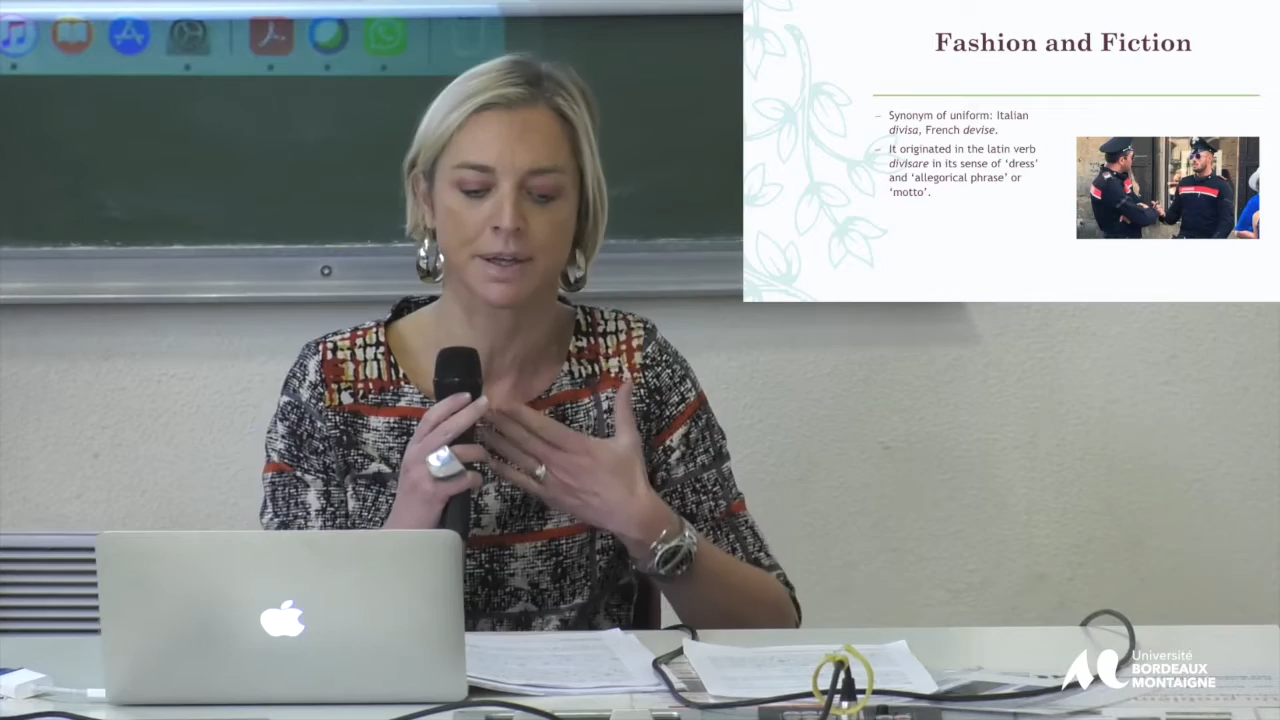 Fashion and Fiction
– Synonym of uniform: Italian
divisa, French devise.
– It originated in the latin verb
divisare in its sense of ‘dress’
and ‘allegorical phrase’ or
‘motto’.
Université
BORDEAUX
MONTAIGNE